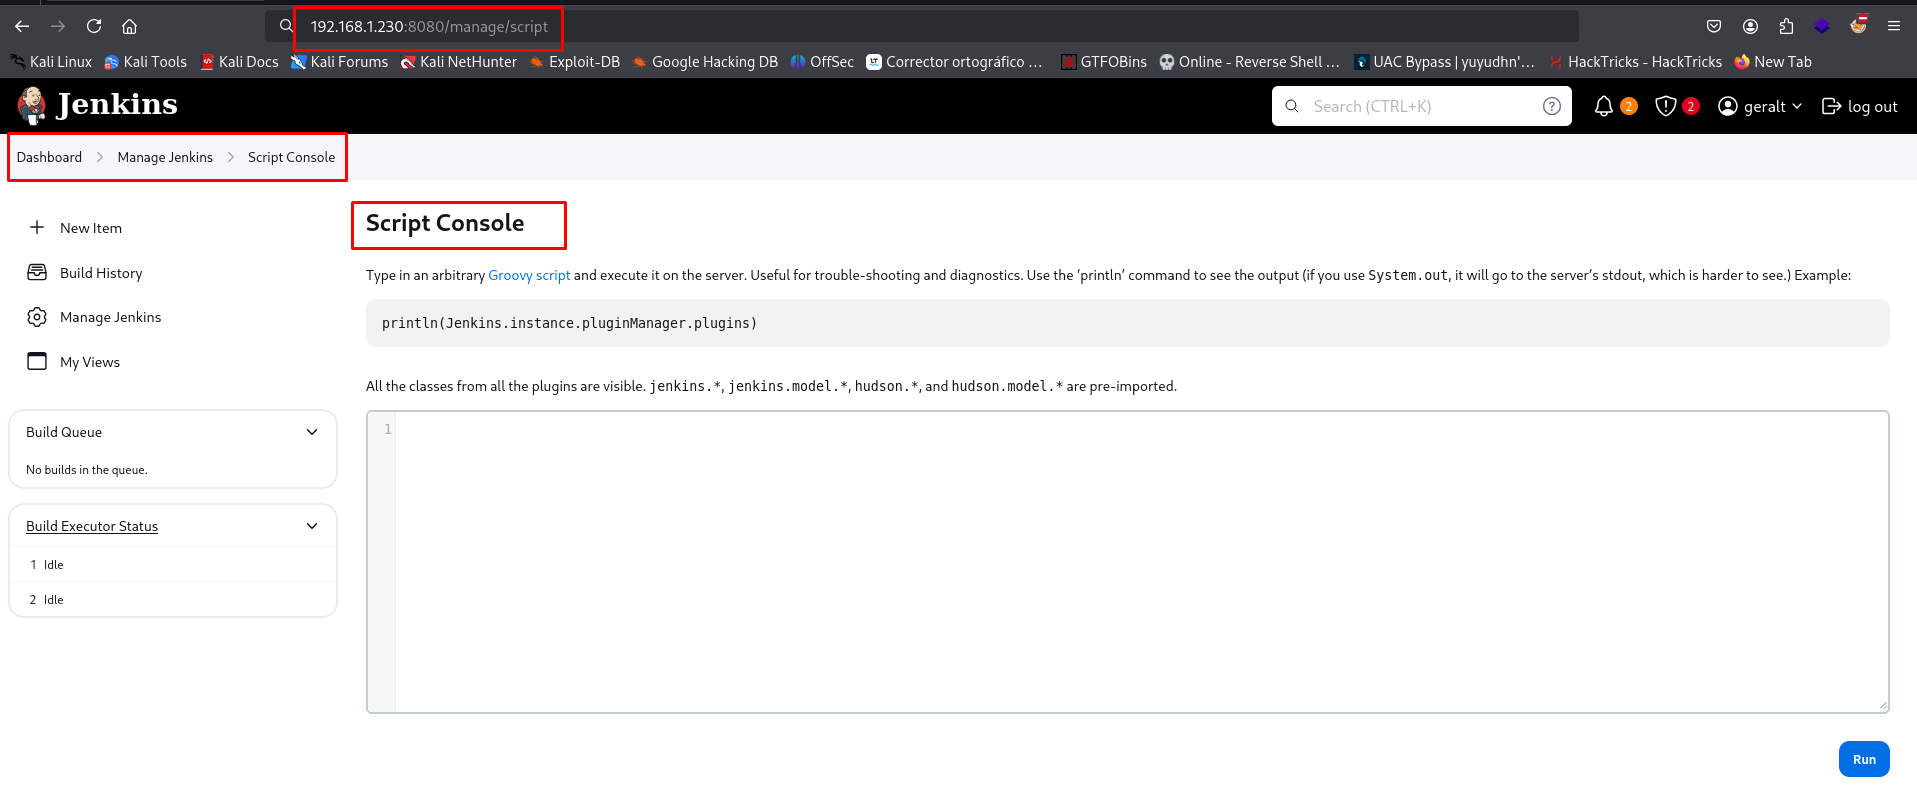 192.168.1.230:8080/manage/script
Kali Linux Kali Tools Kali Docs Kali Forums Kali NetHunter Exploit-DB Google Hacking DB OffSec Corrector ortográfico … GTFOBins Online - Reverse Shell … UAC Bypass | yuyudhn'… HackTricks - HackTricks New Tab
Jenkins Search (CTRL+K) ? 2 2 geralt log out
Dashboard Manage Jenkins Script Console
New Item
Build History
Manage Jenkins
My Views
Build Queue
No builds in the queue.
Build Executor Status
1 Idle
2 Idle
Script Console
Type in an arbitrary Groovy script and execute it on the server. Useful for trouble-shooting and diagnostics. Use the ‘println’ command to see the output (if you use System.out, it will go to the server’s stdout, which is harder to see.) Example:
println(Jenkins.instance.pluginManager.plugins)
All the classes from all the plugins are visible. jenkins.*, jenkins.model.*, hudson.*, and hudson.model.* are pre-imported.
1
Run